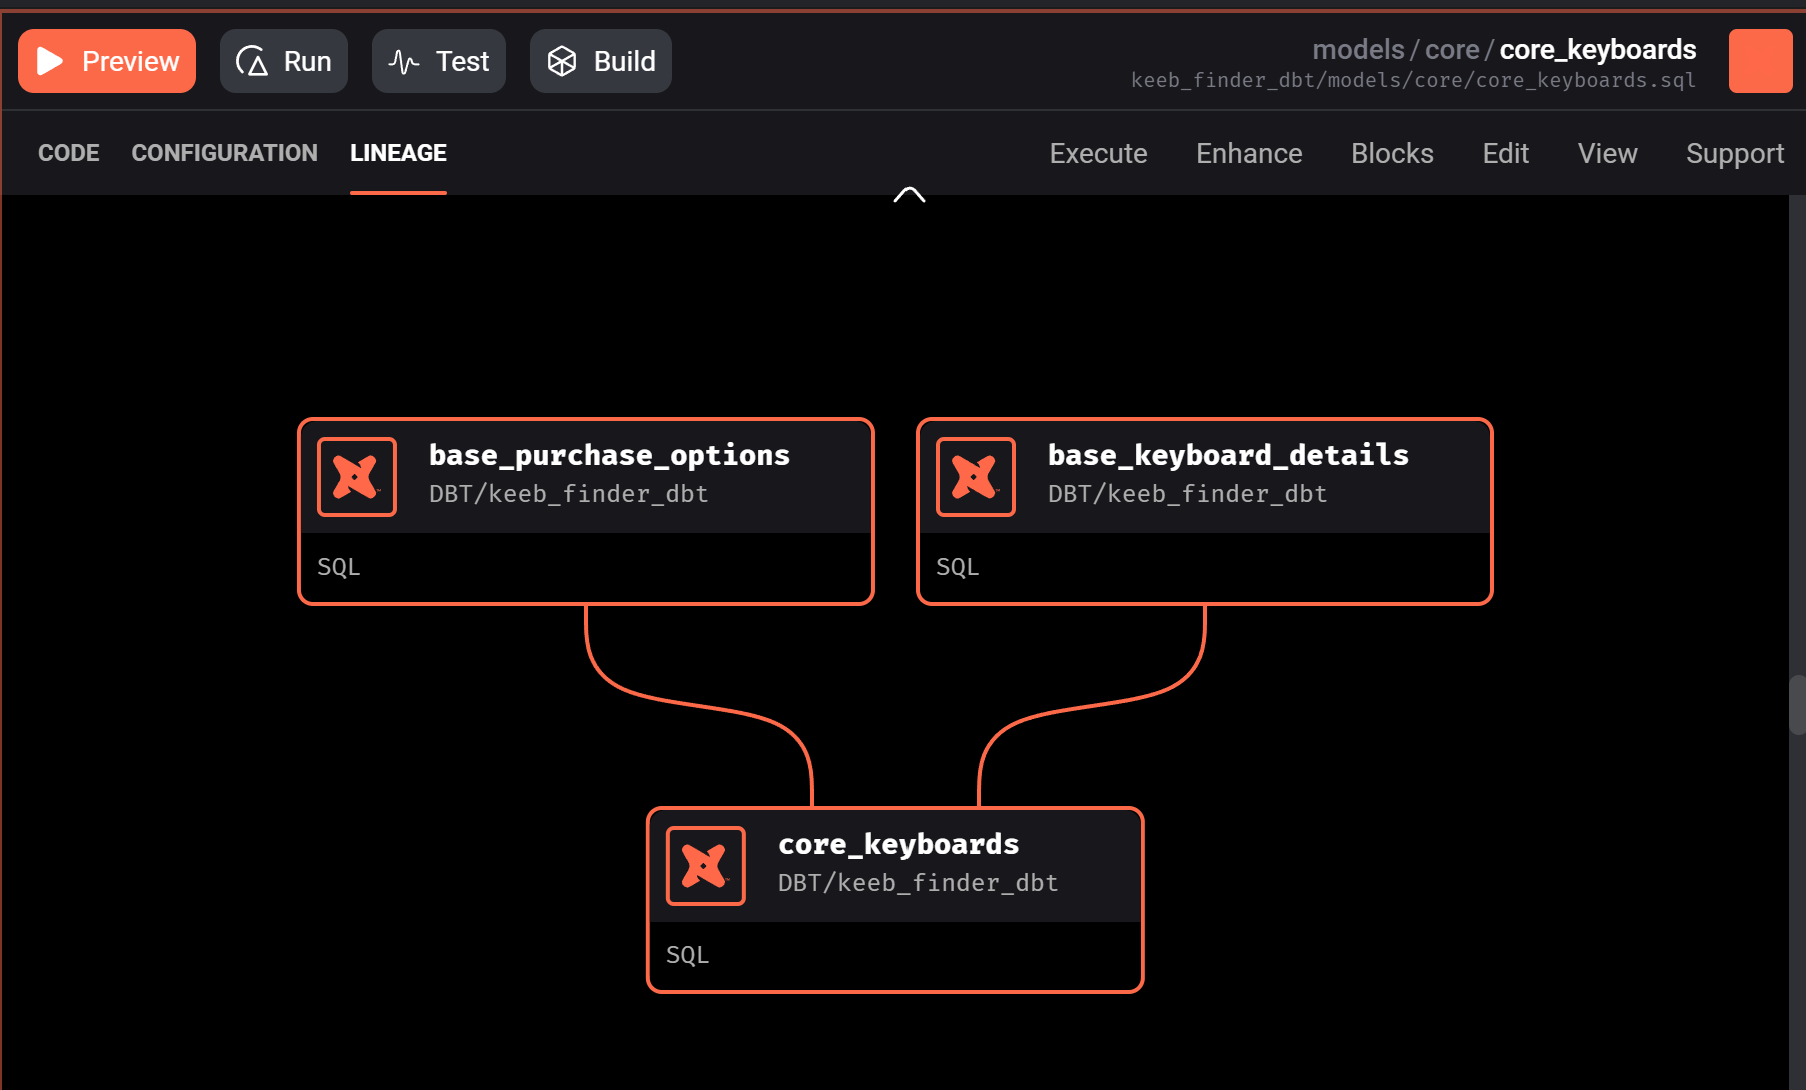 Preview
Run
Test
Build
models/core/core_keyboards
keeb_finder_dbt/models/core/core_keyboards.sql
CODE
CONFIGURATION
LINEAGE
Execute
Enhance
Blocks
Edit
View
Support
base_purchase_options
DBT/keeb_finder_dbt
SQL
base_keyboard_details
DBT/keeb_finder_dbt
SQL
core_keyboards
DBT/keeb_finder_dbt
SQL